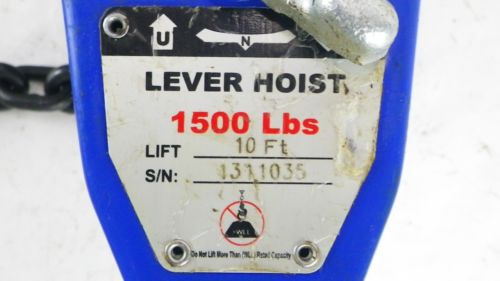 U N
LEVER HOIST
1500 Lbs
LIFT 10 Ft
S/N: 1311035
>WLL
Do Not Lift More Than (WLL) Rated Capacity